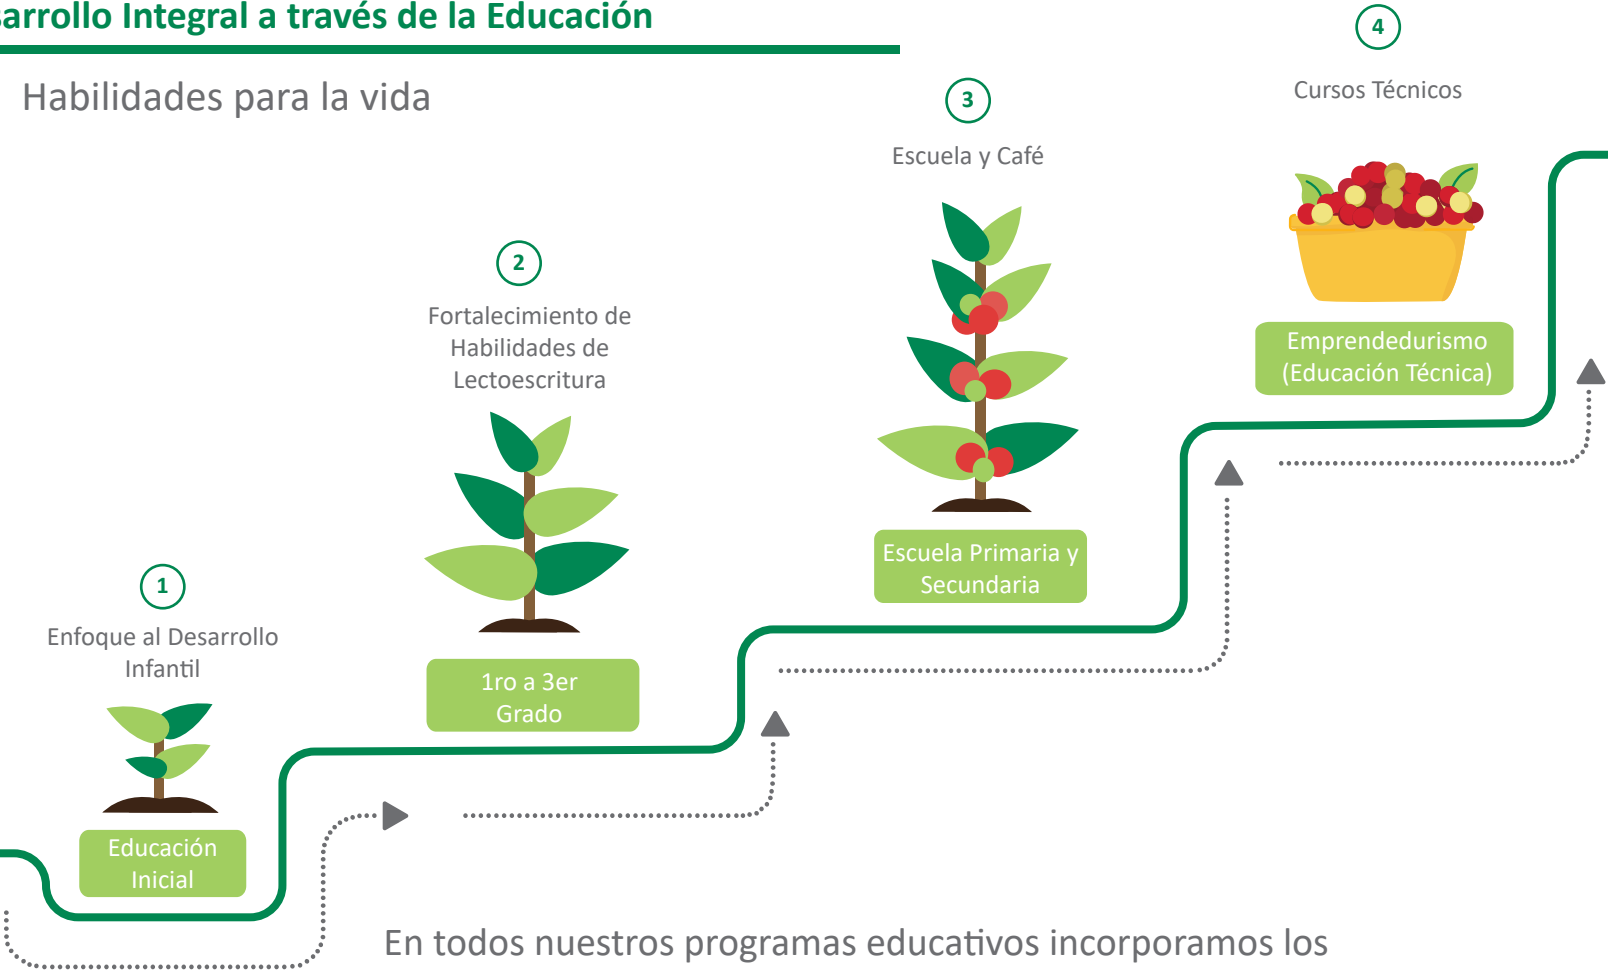 sarrollo Integral a través de la Educación
Habilidades para la vida
1
Enfoque al Desarrollo
Infantil
Educación
Inicial
2
Fortalecimiento de
Habilidades de
Lectoescritura
1ro a 3er
Grado
3
Escuela y Café
Escuela Primaria y
Secundaria
4
Cursos Técnicos
Emprendedurismo
(Educación Técnica)
En todos nuestros programas educativos incorporamos los